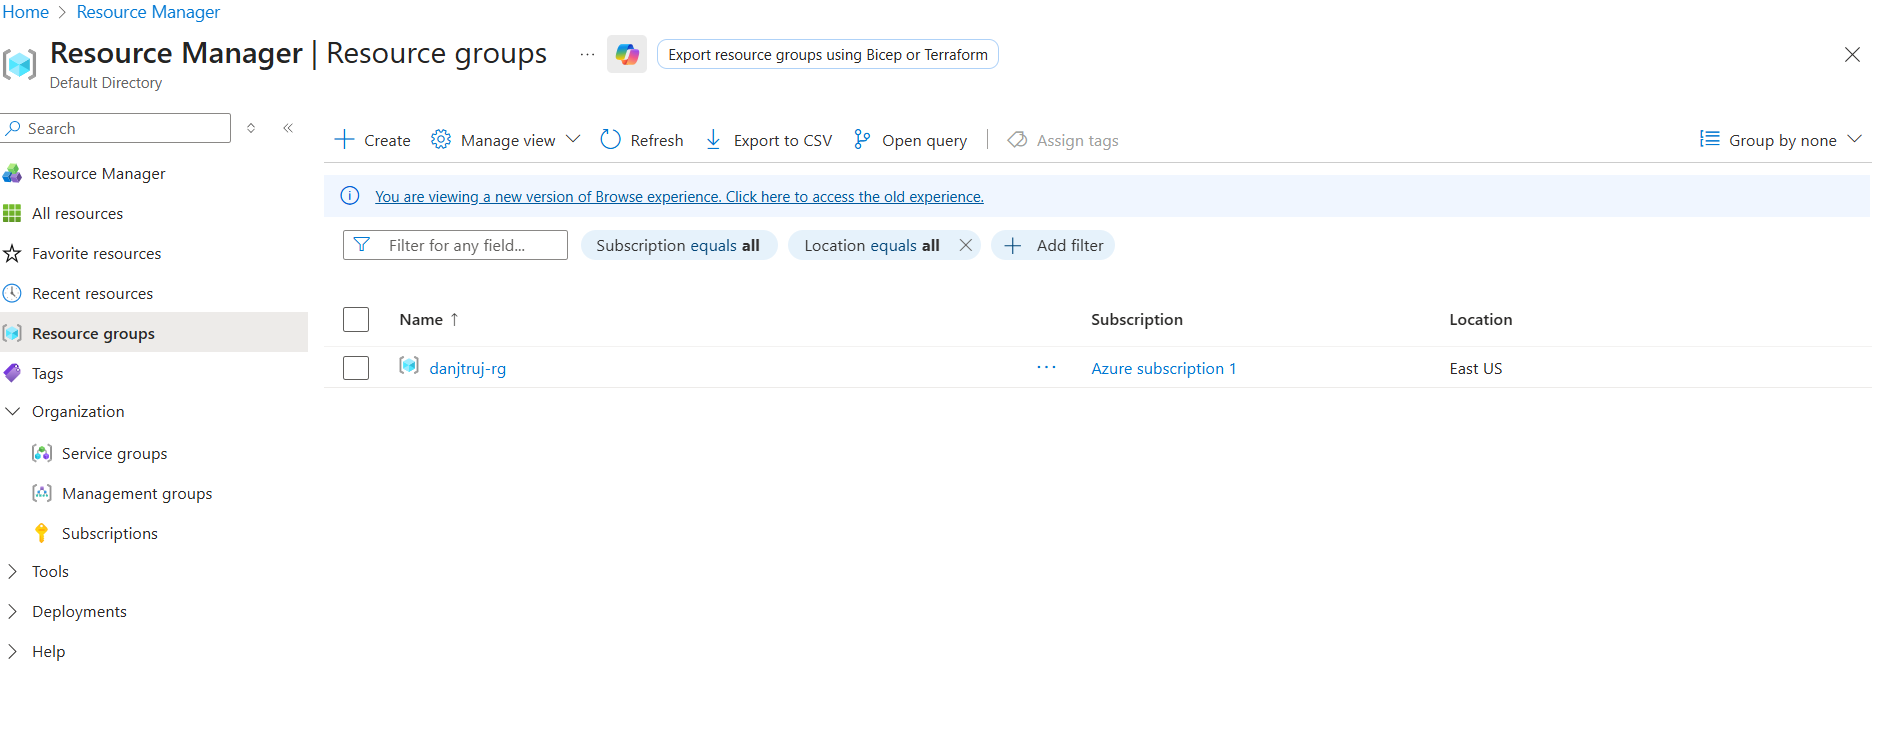 Home > Resource Manager
Resource Manager | Resource groups ...
Export resource groups using Bicep or Terraform
Default Directory
Search
Create
Manage view
Refresh
Export to CSV
Open query
Assign tags
Group by none
Resource Manager
All resources
Favorite resources
Recent resources
Resource groups
Tags
Organization
Service groups
Management groups
Subscriptions
Tools
Deployments
Help
You are viewing a new version of Browse experience. Click here to access the old experience.
Filter for any field...
Subscription equals all
Location equals all
Add filter
Name ↑ Subscription Location
danjtruj-rg ... Azure subscription 1 East US